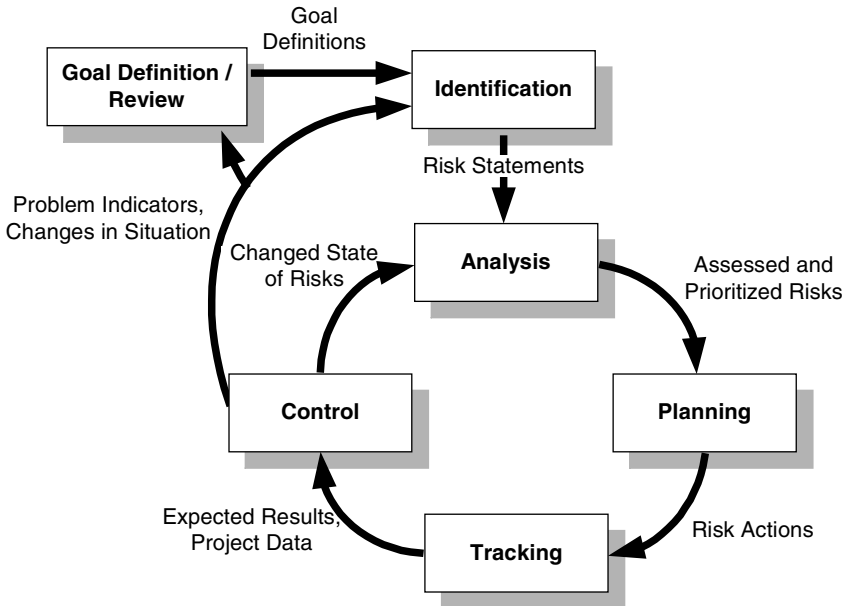 Goal
Definitions
Goal Definition /
Review
Identification
Risk Statements
Problem Indicators,
Changes in Situation
Changed State
of Risks
Analysis
Assessed and
Prioritized Risks
Control
Planning
Expected Results,
Project Data
Tracking
Risk Actions